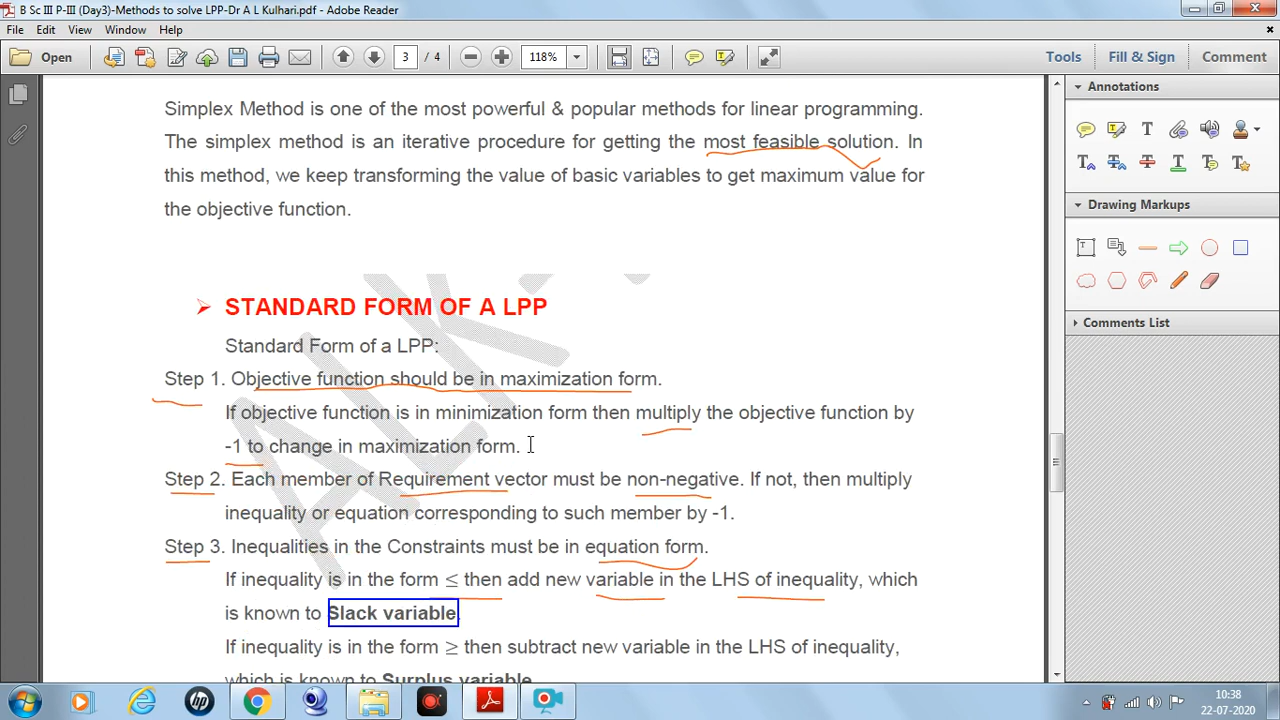 B Sc III P-III (Day3)-Methods to solve LPP-Dr A L Kulhari.pdf - Adobe Reader
File Edit View Window Help
Open 3 / 4 118% Tools Fill & Sign Comment
Annotations
Drawing Markups
Comments List
Simplex Method is one of the most powerful & popular methods for linear programming.
The simplex method is an iterative procedure for getting the most feasible solution. In
this method, we keep transforming the value of basic variables to get maximum value for
the objective function.
➢ STANDARD FORM OF A LPP
Standard Form of a LPP:
Step 1. Objective function should be in maximization form.
If objective function is in minimization form then multiply the objective function by
-1 to change in maximization form.
Step 2. Each member of Requirement vector must be non-negative. If not, then multiply
inequality or equation corresponding to such member by -1.
Step 3. Inequalities in the Constraints must be in equation form.
If inequality is in the form ≤ then add new variable in the LHS of inequality, which
is known to Slack variable.
If inequality is in the form ≥ then subtract new variable in the LHS of inequality,
which is known to Surplus variable.
10:38
22-07-2020